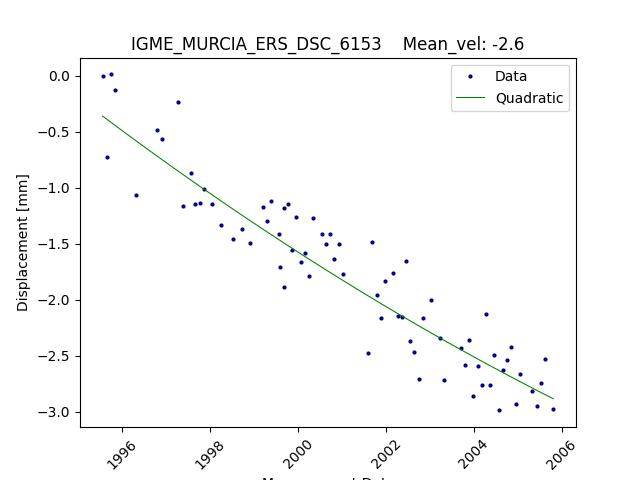 IGME_MURCIA_ERS_DSC_6153    Mean_vel: -2.6
Data
Quadratic
Displacement [mm]
0.0
−0.5
−1.0
−1.5
−2.0
−2.5
−3.0
1996 1998 2000 2002 2004 2006